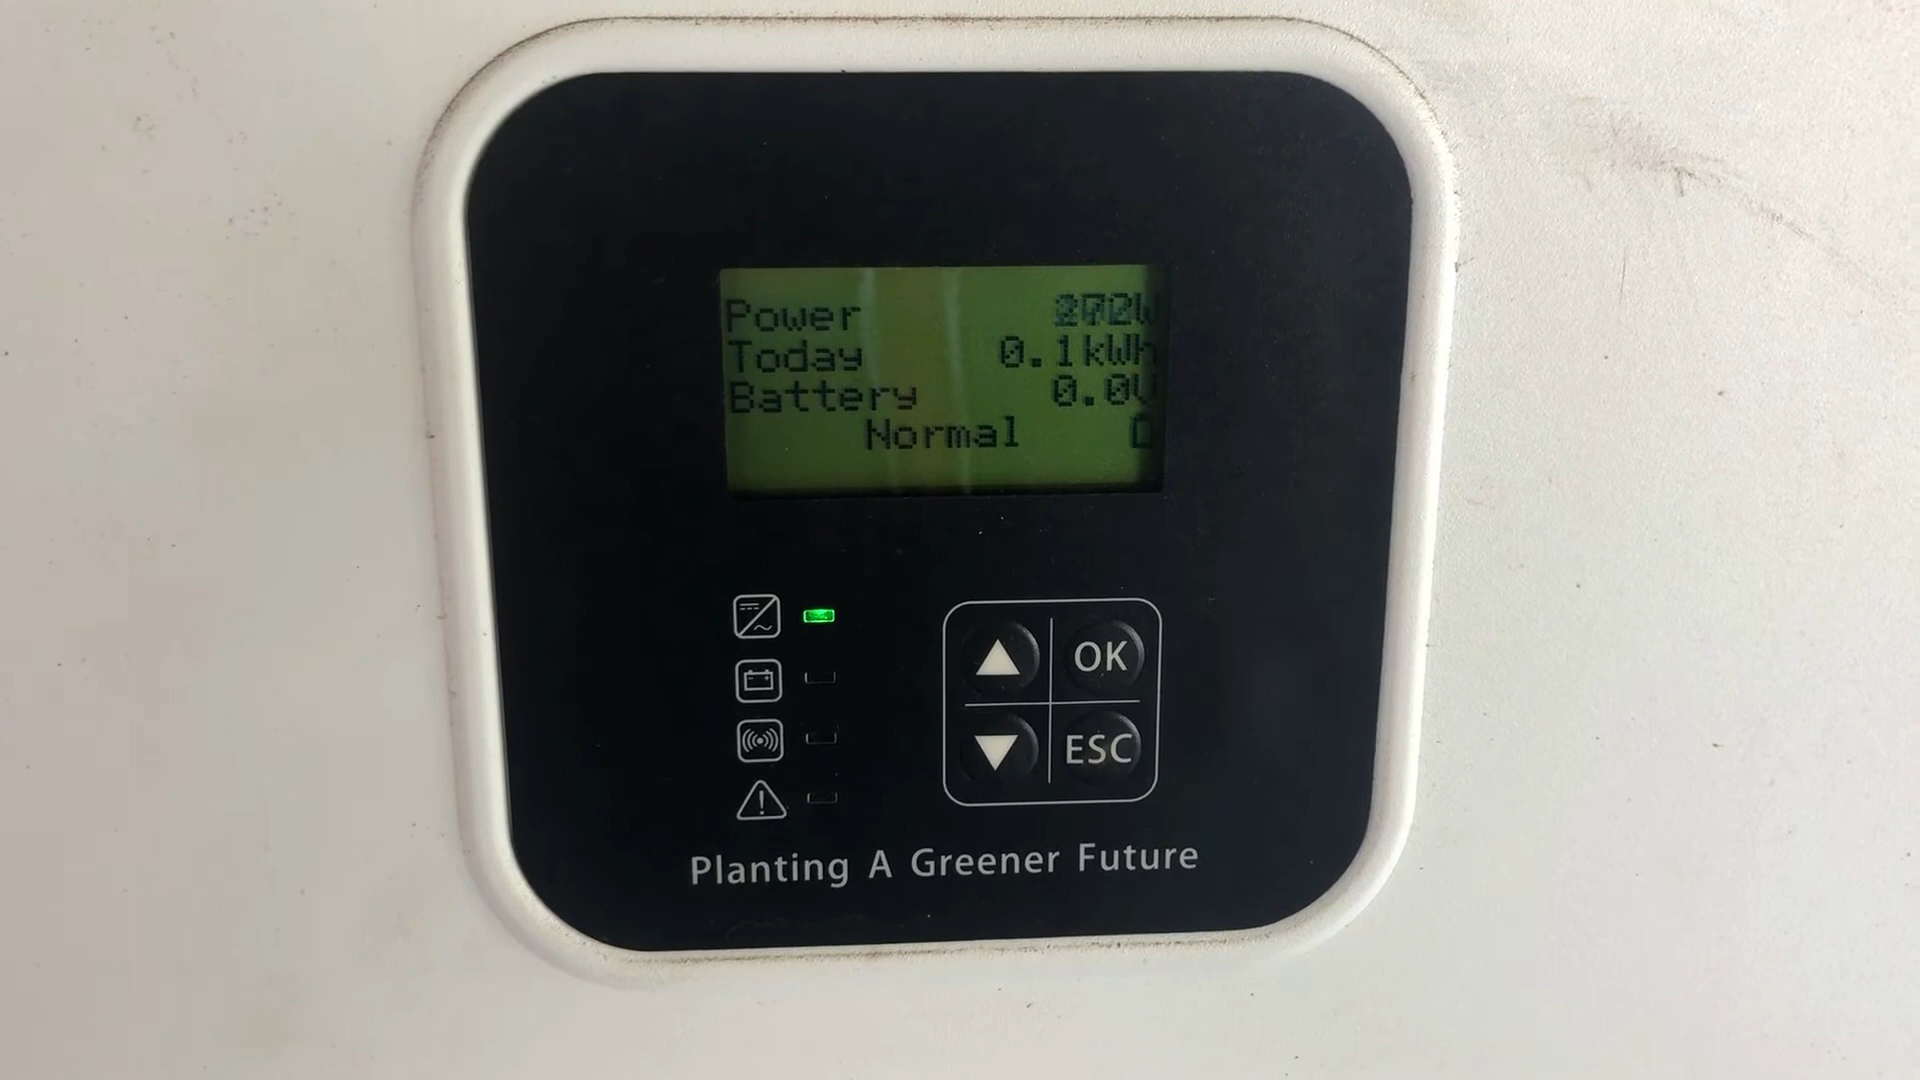 Power
Today 0.1kWh
Battery 0.0V
Normal
OK
ESC
Planting A Greener Future